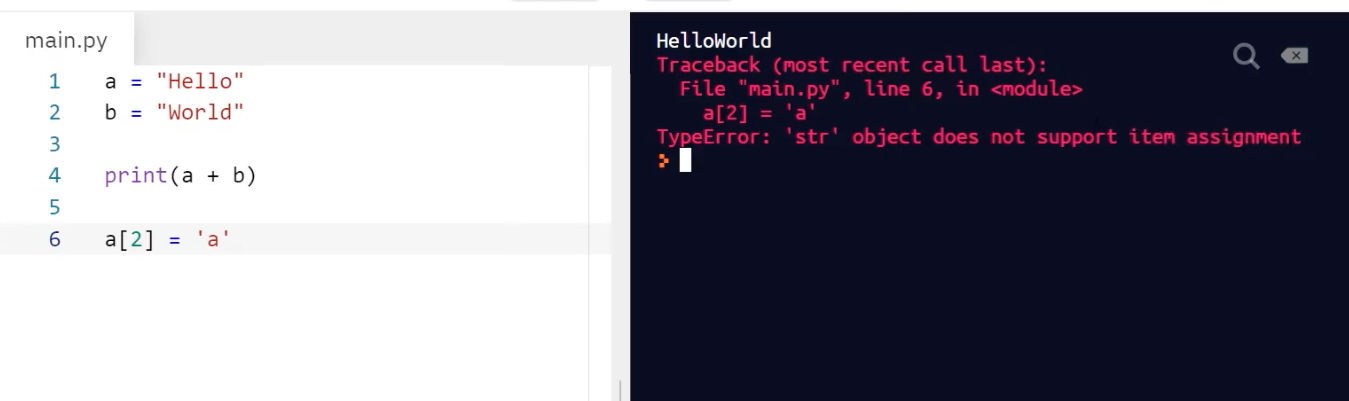 main.py
1 a = "Hello"
2 b = "World"
3
4 print(a + b)
5
6 a[2] = 'a'
HelloWorld
Traceback (most recent call last):
  File "main.py", line 6, in <module>
    a[2] = 'a'
TypeError: 'str' object does not support item assignment